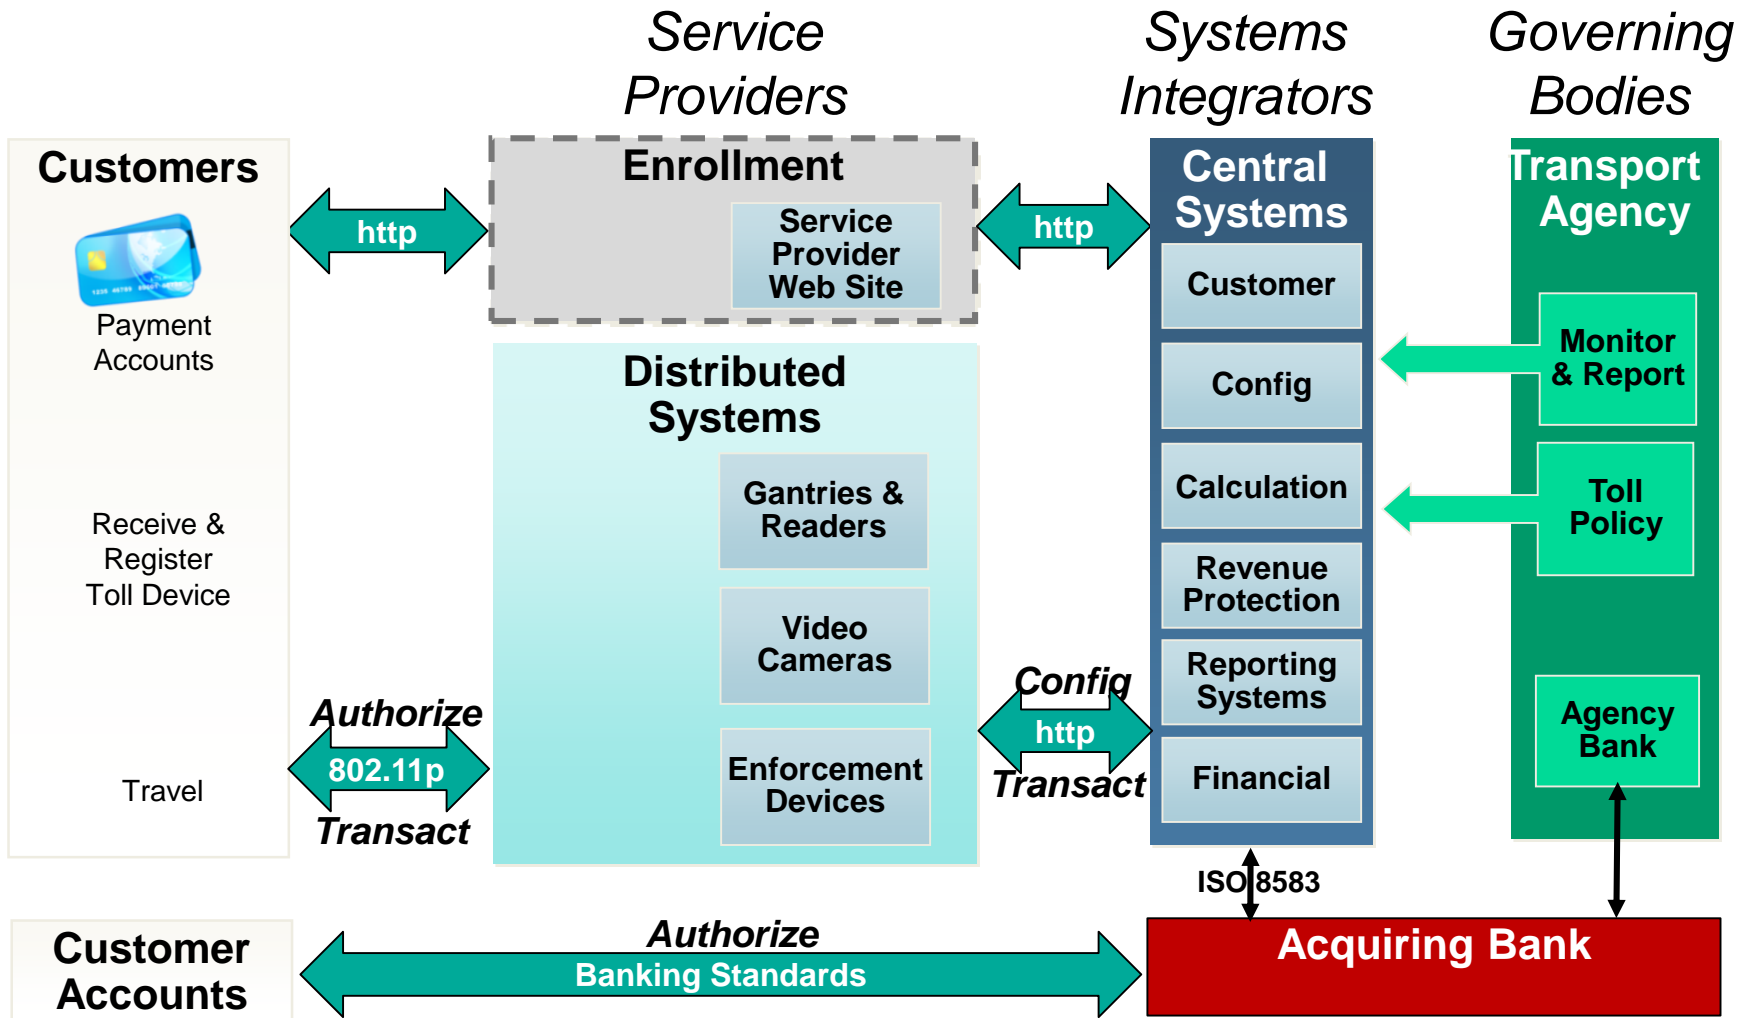 Service
Providers
Systems
Integrators
Governing
Bodies
Customers
Payment
Accounts
Receive &
Register
Toll Device
Travel
http
Enrollment
Service
Provider
Web Site
http
Distributed
Systems
Gantries &
Readers
Video
Cameras
Enforcement
Devices
Authorize
802.11p
Transact
Config
http
Transact
Central
Systems
Customer
Config
Calculation
Revenue
Protection
Reporting
Systems
Financial
Transport
Agency
Monitor
& Report
Toll
Policy
Agency
Bank
ISO 8583
Customer
Accounts
Authorize
Banking Standards
Acquiring Bank